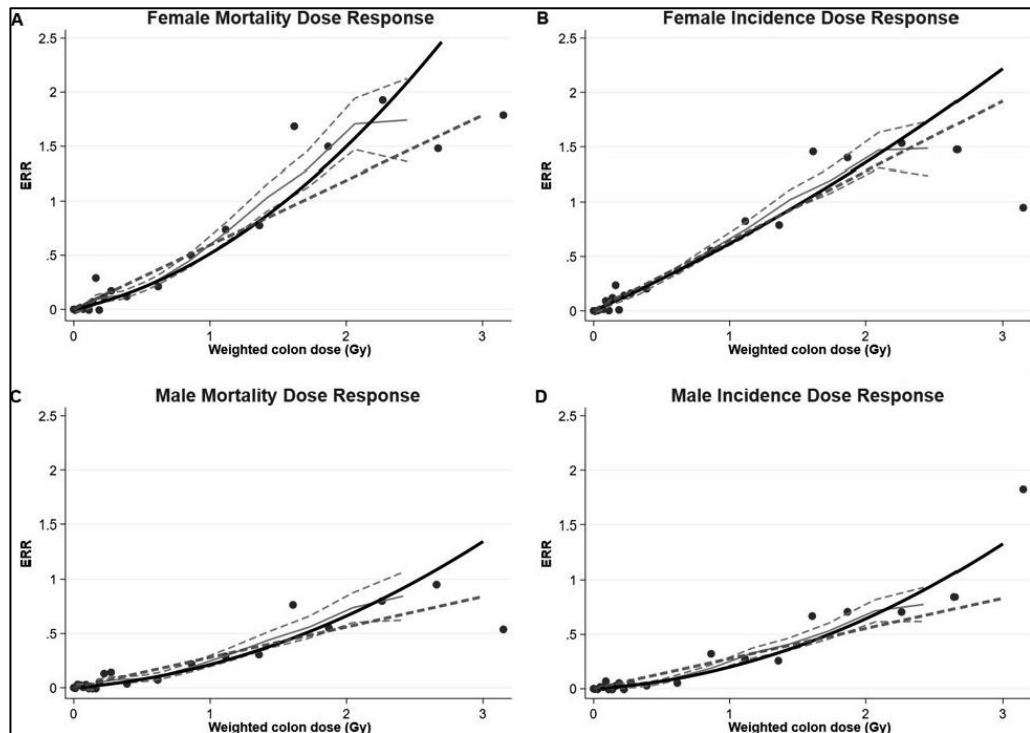 A Female Mortality Dose Response
2.5
2
1.5
1
.5
0
ERR
0 1 2 3
Weighted colon dose (Gy)
B Female Incidence Dose Response
2.5
2
1.5
1
.5
0
ERR
0 1 2 3
Weighted colon dose (Gy)
C Male Mortality Dose Response
2.5
2
1.5
1
.5
0
ERR
0 1 2 3
Weighted colon dose (Gy)
D Male Incidence Dose Response
2.5
2
1.5
1
.5
0
ERR
0 1 2 3
Weighted colon dose (Gy)